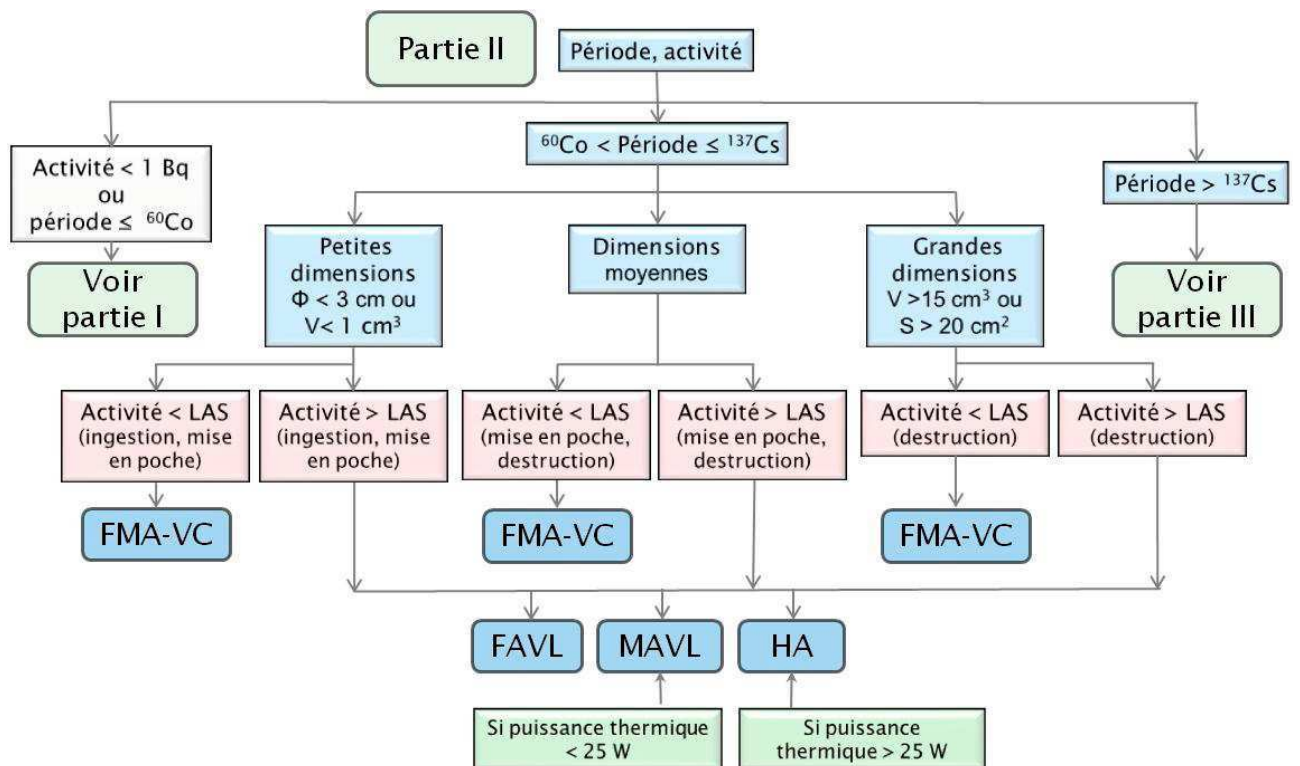 Partie II
Période, activité
Activité < 1 Bq
ou
période ≤ ⁶⁰Co
⁶⁰Co < Période ≤ ¹³⁷Cs
Période > ¹³⁷Cs
Voir
partie I
Petites
dimensions
Φ < 3 cm ou
V< 1 cm³
Dimensions
moyennes
Grandes
dimensions
V >15 cm³ ou
S > 20 cm²
Voir
partie III
Activité < LAS
(ingestion, mise
en poche)
Activité > LAS
(ingestion, mise
en poche)
Activité < LAS
(mise en poche,
destruction)
Activité > LAS
(mise en poche,
destruction)
Activité < LAS
(destruction)
Activité > LAS
(destruction)
FMA-VC
FMA-VC
FMA-VC
FAVL
MAVL
HA
Si puissance thermique
< 25 W
Si puissance
thermique > 25 W